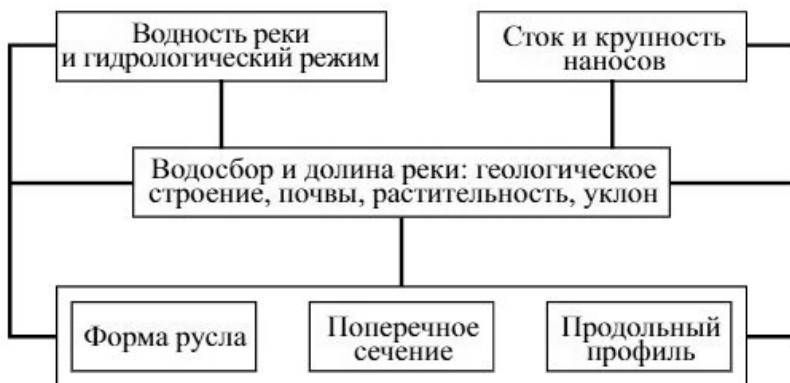 Водность реки
и гидрологический режим
Сток и крупность
наносов
Водосбор и долина реки: геологическое
строение, почвы, растительность, уклон
Форма русла
Поперечное
сечение
Продольный
профиль